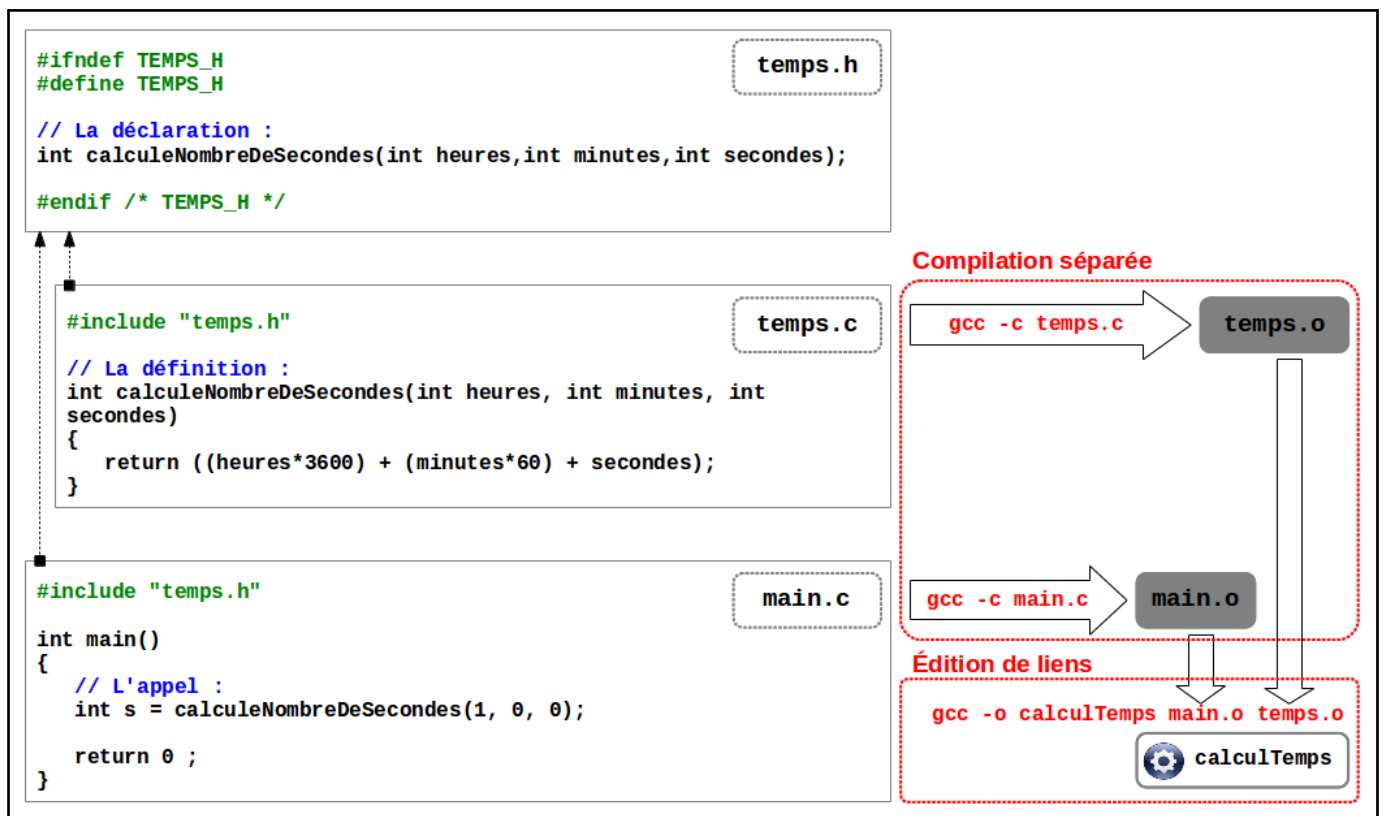 #ifndef TEMPS_H
temps.h
#define TEMPS_H
// La déclaration :
int calculeNombreDeSecondes(int heures,int minutes,int secondes);
#endif /* TEMPS_H */
#include "temps.h"
temps.c
// La définition :
int calculeNombreDeSecondes(int heures, int minutes, int
secondes)
{
return ((heures*3600) + (minutes*60) + secondes);
}
#include "temps.h"
main.c
int main()
{
// L'appel :
int s = calculeNombreDeSecondes(1, 0, 0);
return 0 ;
}
Compilation séparée
gcc -c temps.c
temps.o
gcc -c main.c
main.o
Édition de liens
gcc -o calculTemps main.o temps.o
calculTemps